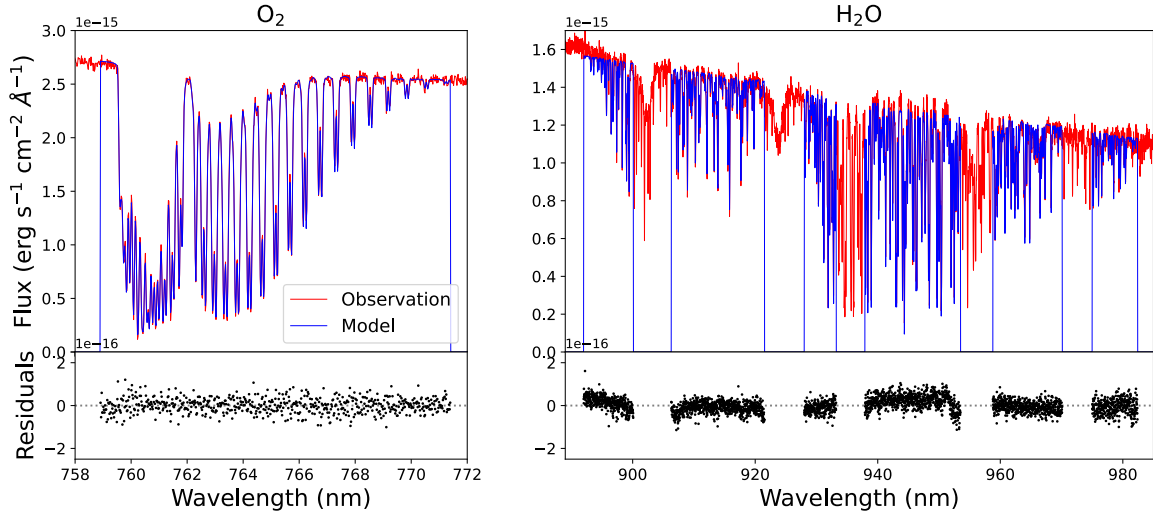 O₂
1e−15
3.0
2.5
2.0
1.5
1.0
0.5
0.0
Flux (erg s⁻¹ cm⁻² Å⁻¹)
Observation
Model
1e−16
2
0
−2
Residuals
758 760 762 764 766 768 770 772
Wavelength (nm)
H₂O
1e−15
1.6
1.4
1.2
1.0
0.8
0.6
0.4
0.2
0.0
1e−16
2
0
−2
900 920 940 960 980
Wavelength (nm)